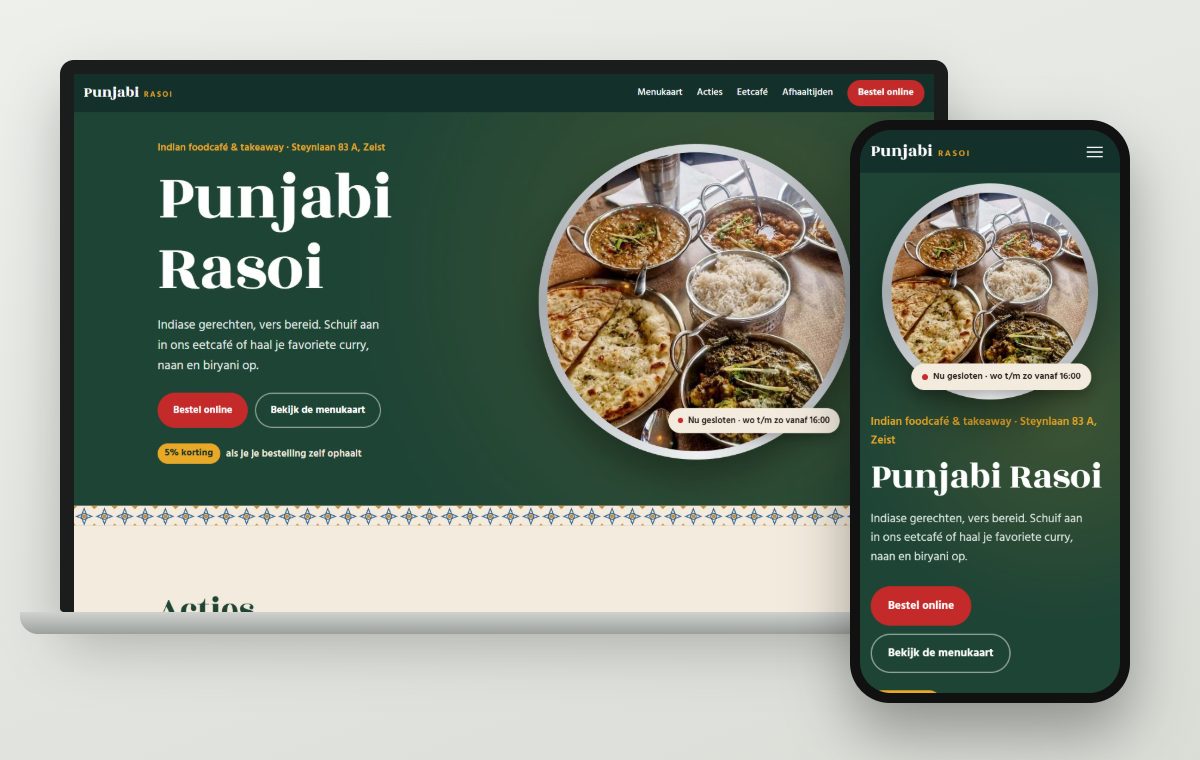 Punjabi RASOI
Menukaart Acties Eetcafé Afhaaltijden Bestel online
Indian foodcafé & takeaway · Steynlaan 83 A, Zeist
Punjabi
Rasoi
Indiase gerechten, vers bereid. Schuif aan
in ons eetcafé of haal je favoriete curry,
naan en biryani op.
Bestel online Bekijk de menukaart
5% korting als je je bestelling zelf ophaalt
Nu gesloten · wo t/m zo vanaf 16:00
Acties
Punjabi RASOI
Nu gesloten · wo t/m zo vanaf 16:00
Indian foodcafé & takeaway · Steynlaan 83 A,
Zeist
Punjabi Rasoi
Indiase gerechten, vers bereid. Schuif aan
in ons eetcafé of haal je favoriete curry,
naan en biryani op.
Bestel online
Bekijk de menukaart